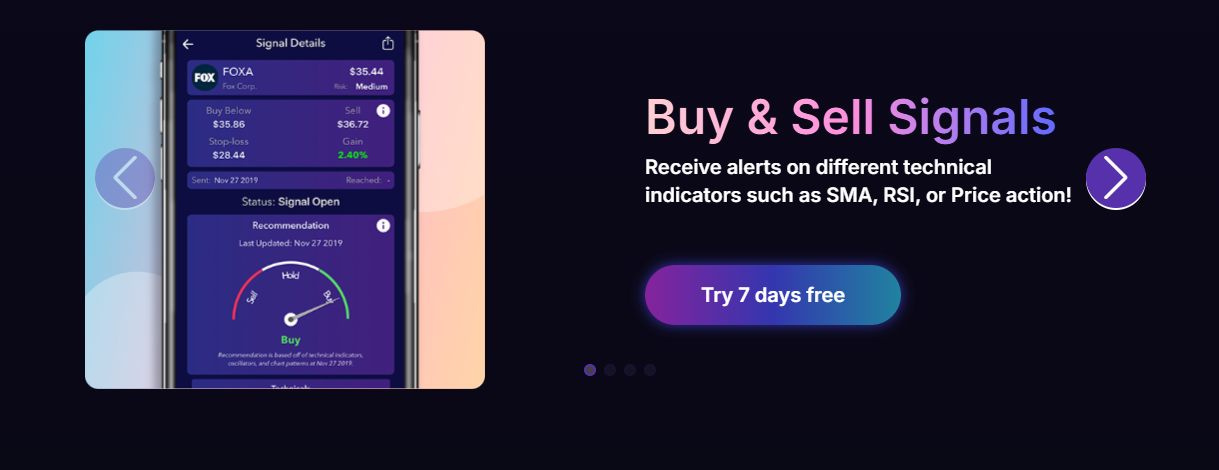 Signal Details
FOX
FOXA
$35.44
Fox Corp.
Risk: Medium
Buy Below
Sell
$35.86
$36.72
Stop-loss
Gain
$28.44
2.40%
Sent: Nov 27 2019
Reached: -
Status: Signal Open
Recommendation
Last Updated: Nov 27 2019
Sell
Hold
Buy
Buy
Recommendation is based off of technical indicators,
oscillators, and chart patterns at Nov 27 2019.
Buy & Sell Signals
Receive alerts on different technical
indicators such as SMA, RSI, or Price action!
Try 7 days free